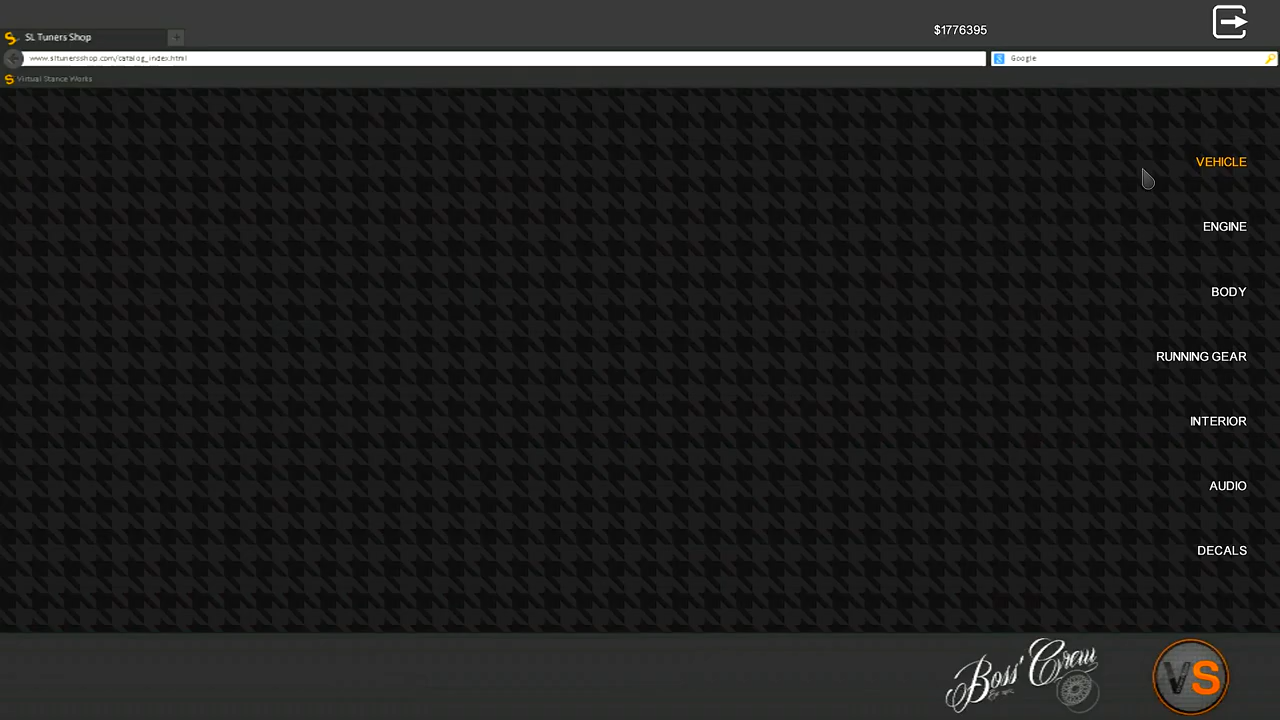 $1776395
SL Tuners Shop
www.sltunersshop.com/catalog_index.html
Google
Virtual Stance Works
VEHICLE
ENGINE
BODY
RUNNING GEAR
INTERIOR
AUDIO
DECALS
Boss' Crew
VS